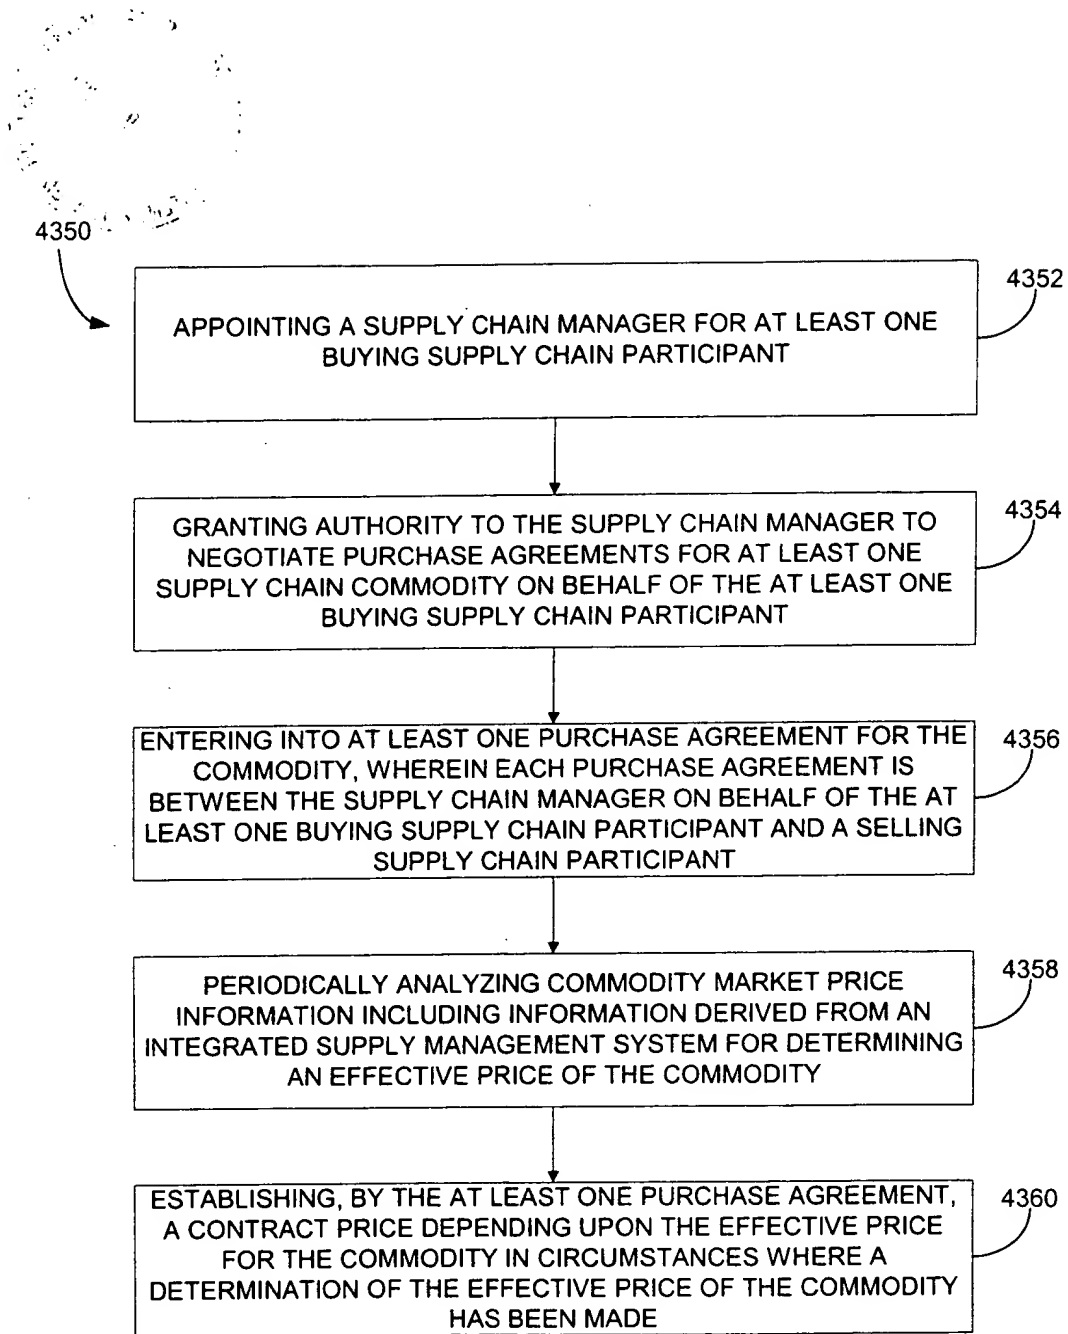 4350
4352
APPOINTING A SUPPLY CHAIN MANAGER FOR AT LEAST ONE
BUYING SUPPLY CHAIN PARTICIPANT
4354
GRANTING AUTHORITY TO THE SUPPLY CHAIN MANAGER TO
NEGOTIATE PURCHASE AGREEMENTS FOR AT LEAST ONE
SUPPLY CHAIN COMMODITY ON BEHALF OF THE AT LEAST ONE
BUYING SUPPLY CHAIN PARTICIPANT
4356
ENTERING INTO AT LEAST ONE PURCHASE AGREEMENT FOR THE
COMMODITY, WHEREIN EACH PURCHASE AGREEMENT IS
BETWEEN THE SUPPLY CHAIN MANAGER ON BEHALF OF THE AT
LEAST ONE BUYING SUPPLY CHAIN PARTICIPANT AND A SELLING
SUPPLY CHAIN PARTICIPANT
4358
PERIODICALLY ANALYZING COMMODITY MARKET PRICE
INFORMATION INCLUDING INFORMATION DERIVED FROM AN
INTEGRATED SUPPLY MANAGEMENT SYSTEM FOR DETERMINING
AN EFFECTIVE PRICE OF THE COMMODITY
4360
ESTABLISHING, BY THE AT LEAST ONE PURCHASE AGREEMENT,
A CONTRACT PRICE DEPENDING UPON THE EFFECTIVE PRICE
FOR THE COMMODITY IN CIRCUMSTANCES WHERE A
DETERMINATION OF THE EFFECTIVE PRICE OF THE COMMODITY
HAS BEEN MADE